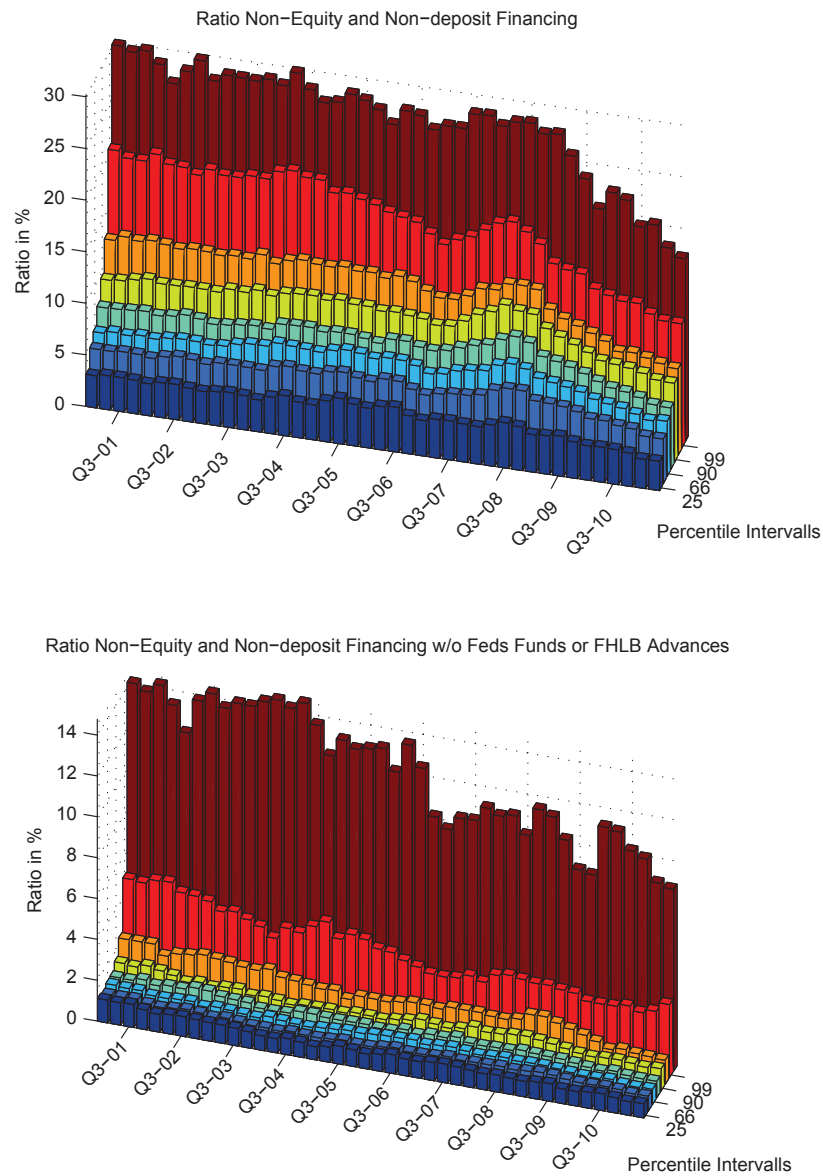 Ratio Non−Equity and Non−deposit Financing
30
25
20
15
10
5
0
Ratio in %
Q3−01
Q3−02
Q3−03
Q3−04
Q3−05
Q3−06
Q3−07
Q3−08
Q3−09
Q3−10
99
90
66
25
Percentile Intervalls
Ratio Non−Equity and Non−deposit Financing w/o Feds Funds or FHLB Advances
14
12
10
8
6
4
2
0
Ratio in %
Q3−01
Q3−02
Q3−03
Q3−04
Q3−05
Q3−06
Q3−07
Q3−08
Q3−09
Q3−10
99
90
66
25
Percentile Intervalls